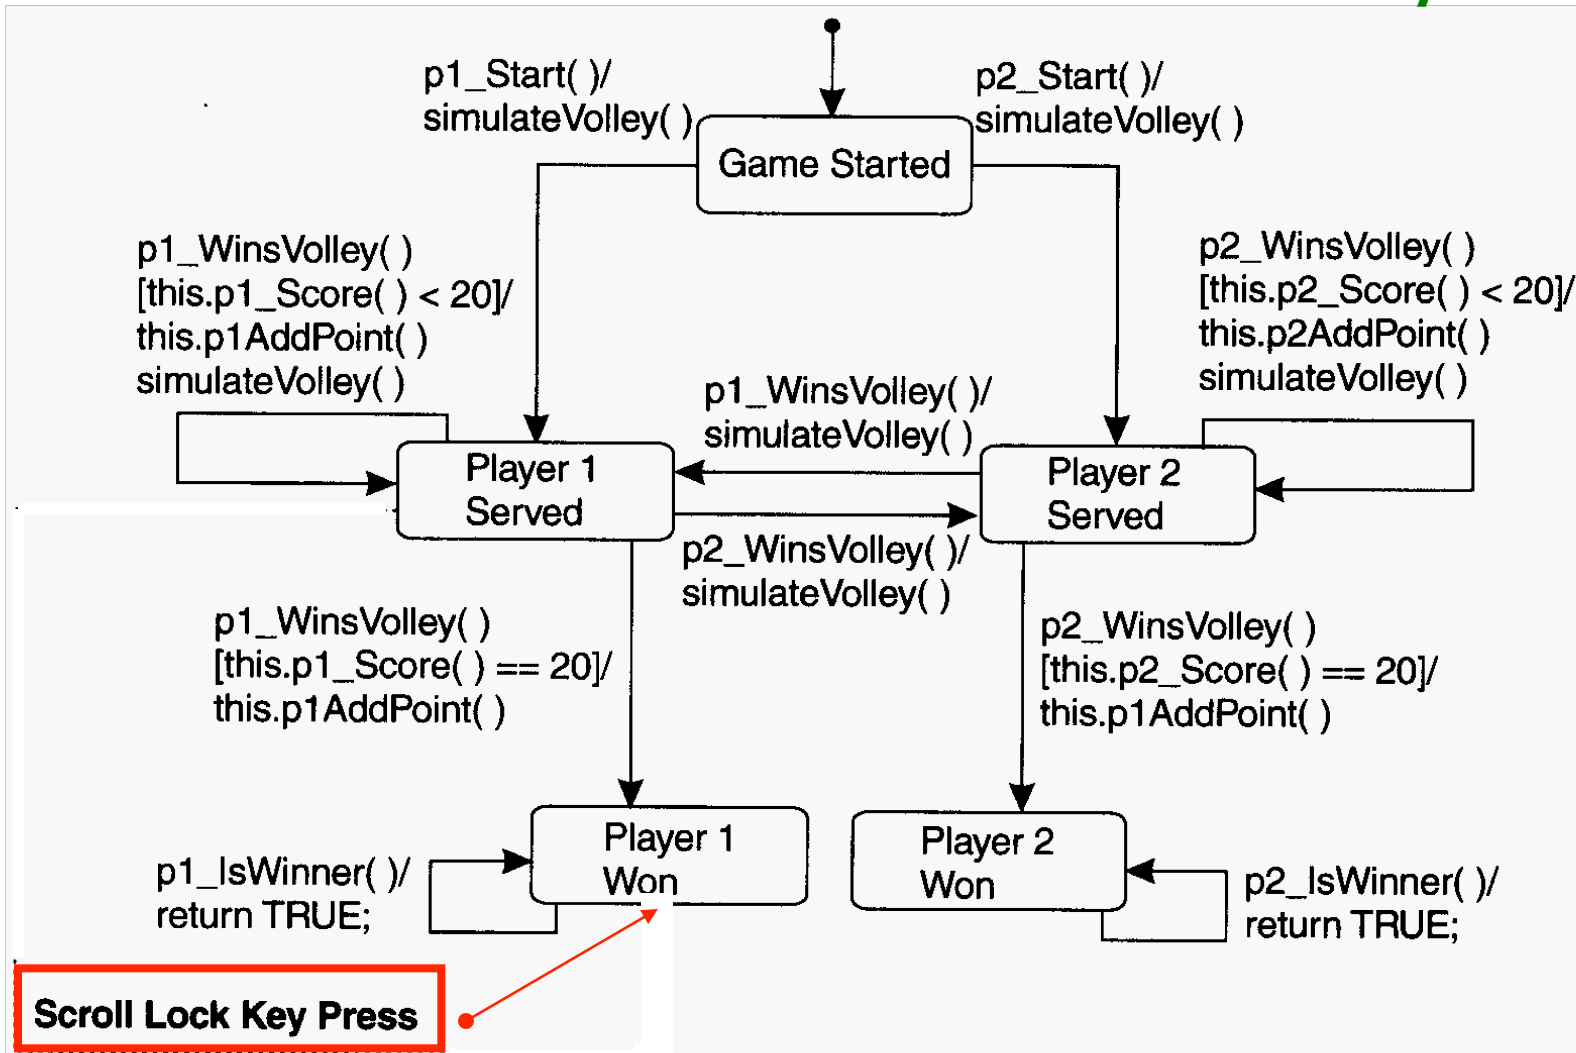 p1_Start( )/
simulateVolley( )
p2_Start( )/
simulateVolley( )
Game Started
p1_WinsVolley( )
[this.p1_Score( ) < 20]/
this.p1AddPoint( )
simulateVolley( )
p2_WinsVolley( )
[this.p2_Score( ) < 20]/
this.p2AddPoint( )
simulateVolley( )
p1_WinsVolley( )/
simulateVolley( )
Player 1
Served
Player 2
Served
p2_WinsVolley( )/
simulateVolley( )
p1_WinsVolley( )
[this.p1_Score( ) == 20]/
this.p1AddPoint( )
p2_WinsVolley( )
[this.p2_Score( ) == 20]/
this.p1AddPoint( )
Player 1
Won
Player 2
Won
p1_IsWinner( )/
return TRUE;
p2_IsWinner( )/
return TRUE;
Scroll Lock Key Press